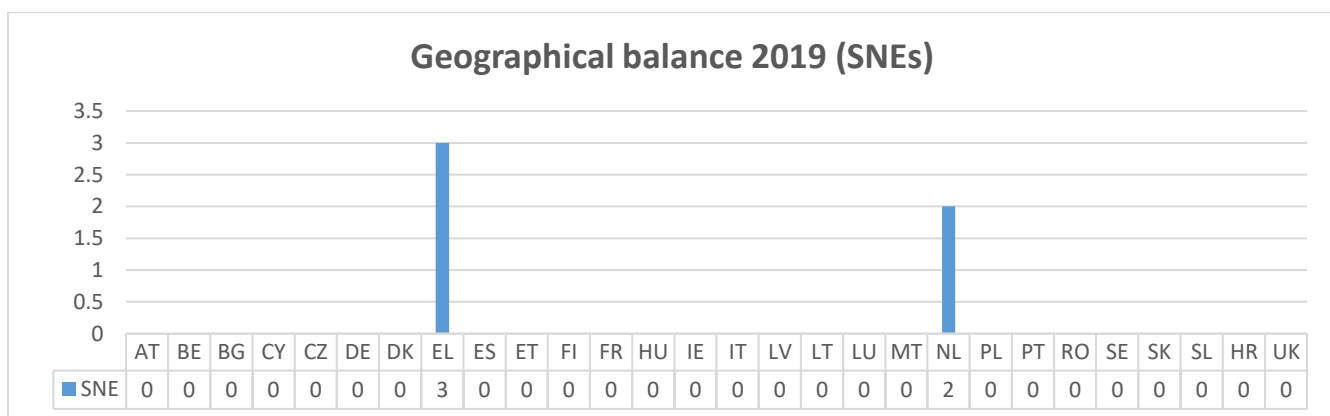 Geographical balance 2019 (SNEs)
3.5
3
2.5
2
1.5
1
0.5
0
AT BE BG CY CZ DE DK EL ES ET FI FR HU IE IT LV LT LU MT NL PL PT RO SE SK SL HR UK
SNE 0 0 0 0 0 0 0 3 0 0 0 0 0 0 0 0 0 0 0 2 0 0 0 0 0 0 0 0